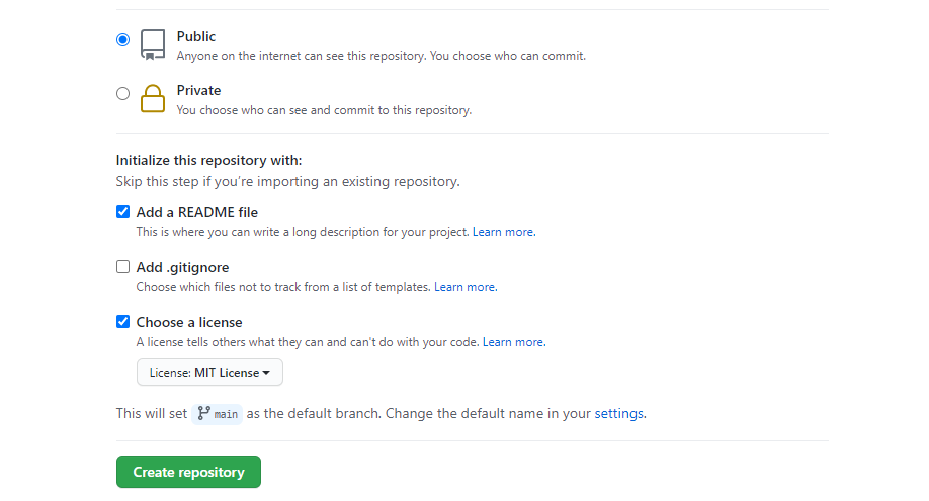 Public
Anyone on the internet can see this repository. You choose who can commit.
Private
You choose who can see and commit to this repository.
Initialize this repository with:
Skip this step if you're importing an existing repository.
Add a README file
This is where you can write a long description for your project. Learn more.
Add .gitignore
Choose which files not to track from a list of templates. Learn more.
Choose a license
A license tells others what they can and can't do with your code. Learn more.
License: MIT License
This will set main as the default branch. Change the default name in your settings.
Create repository